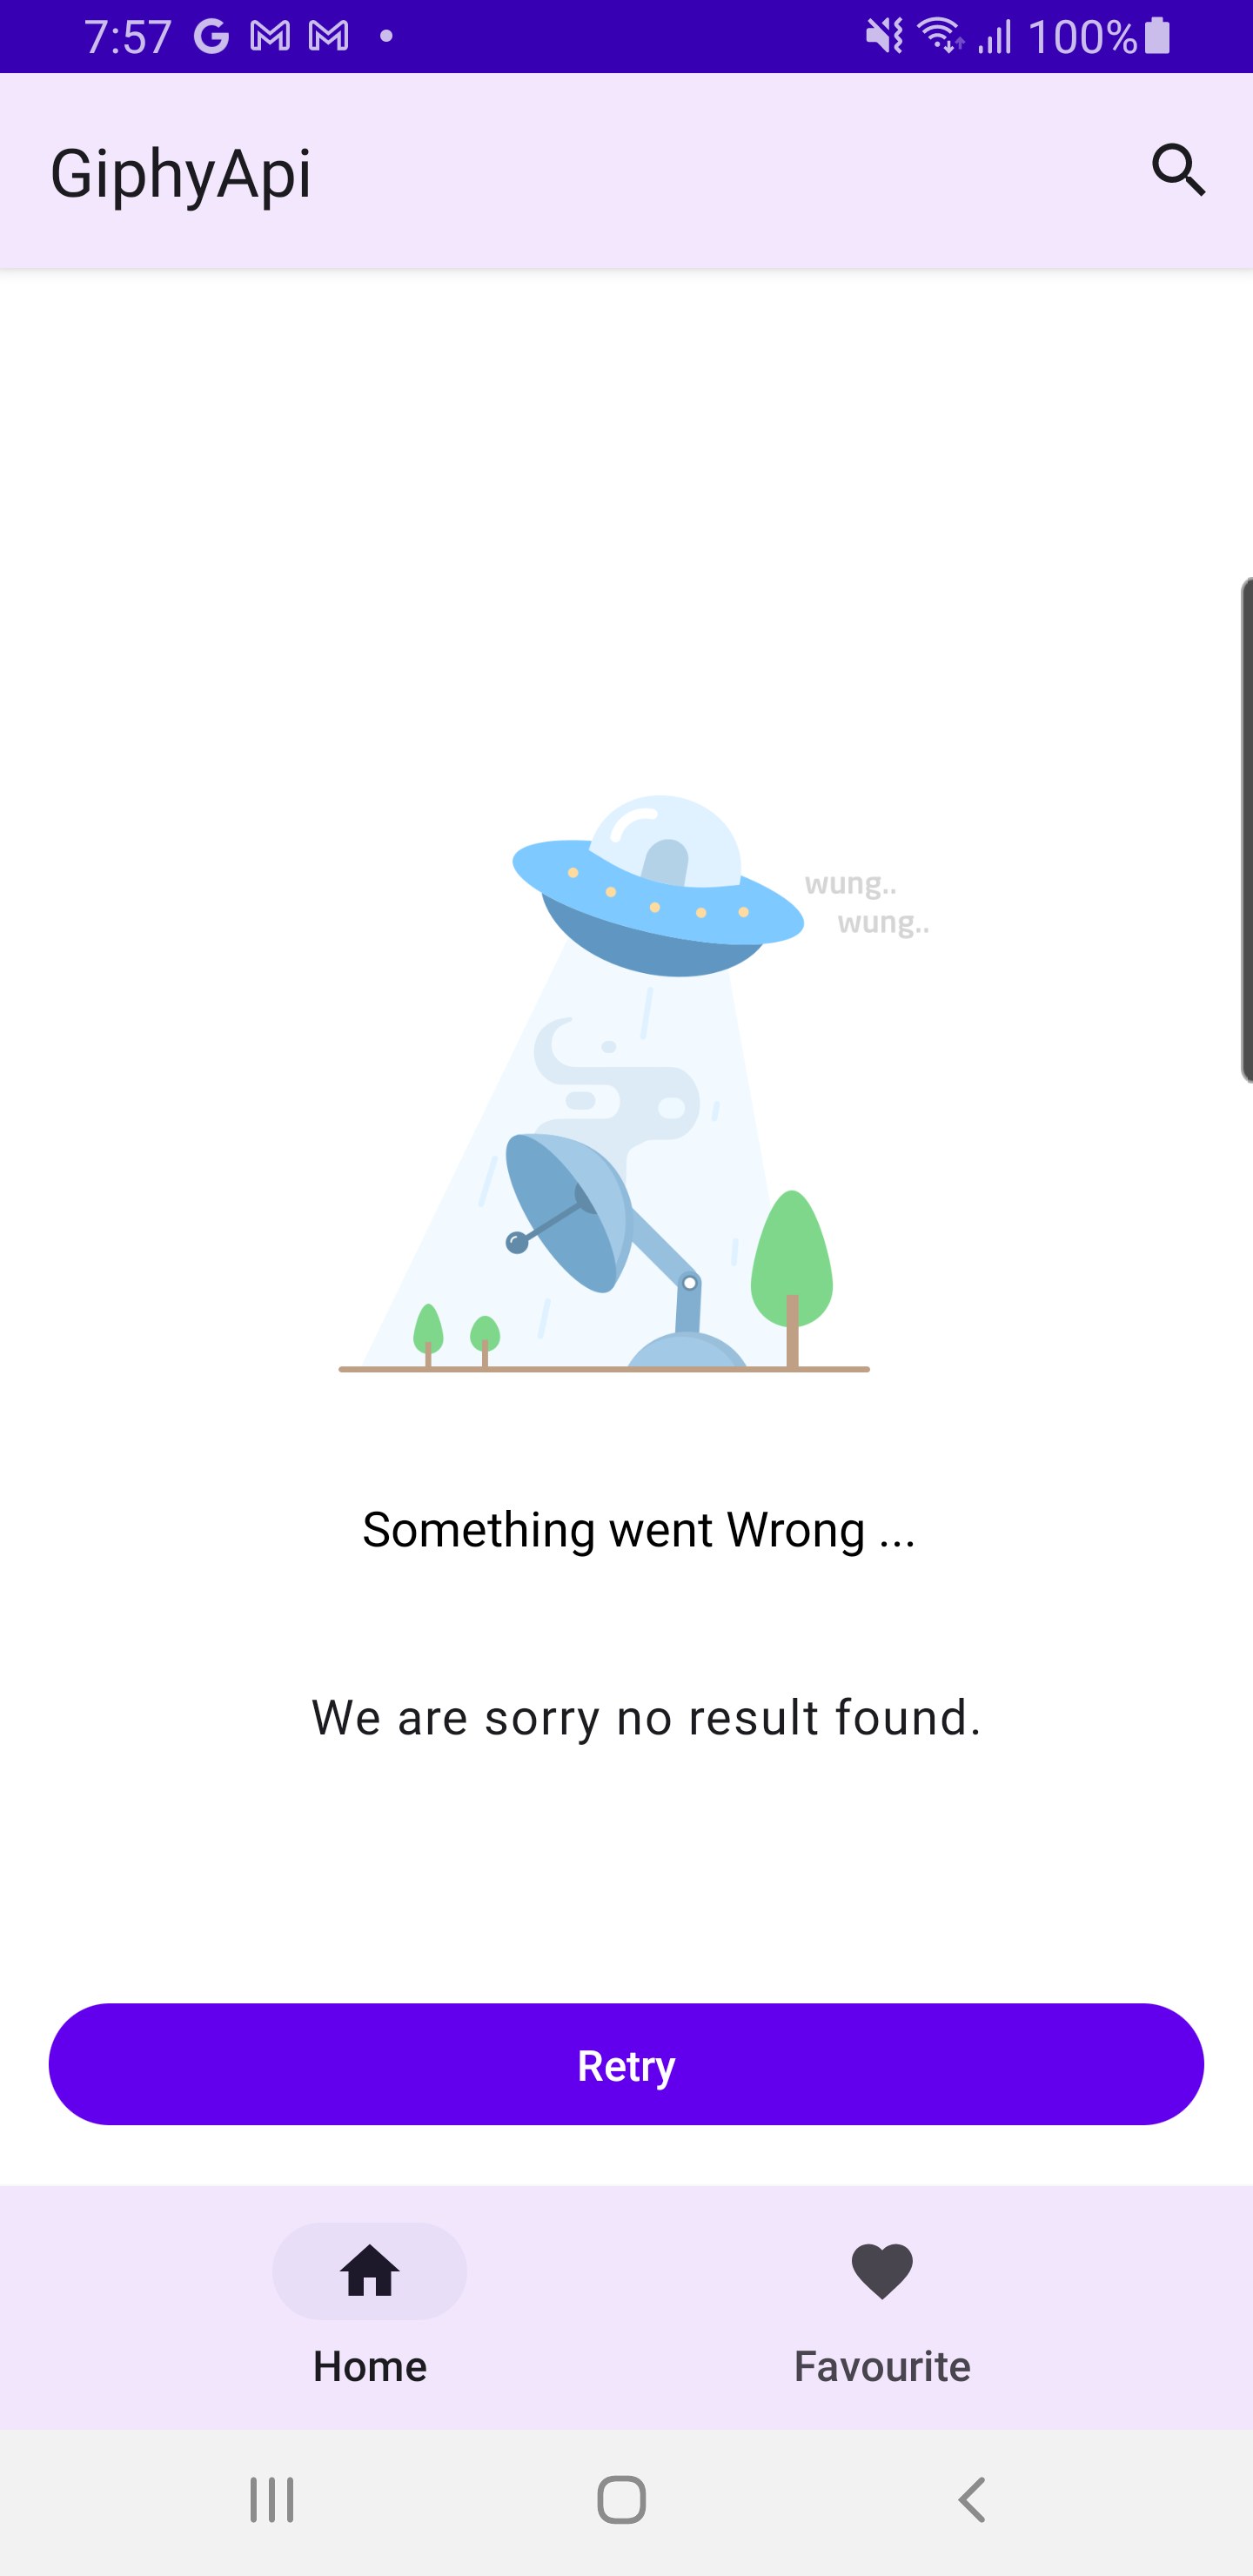 7:57
100%
GiphyApi
wung..
wung..
Something went Wrong ...
We are sorry no result found.
Retry
Home
Favourite